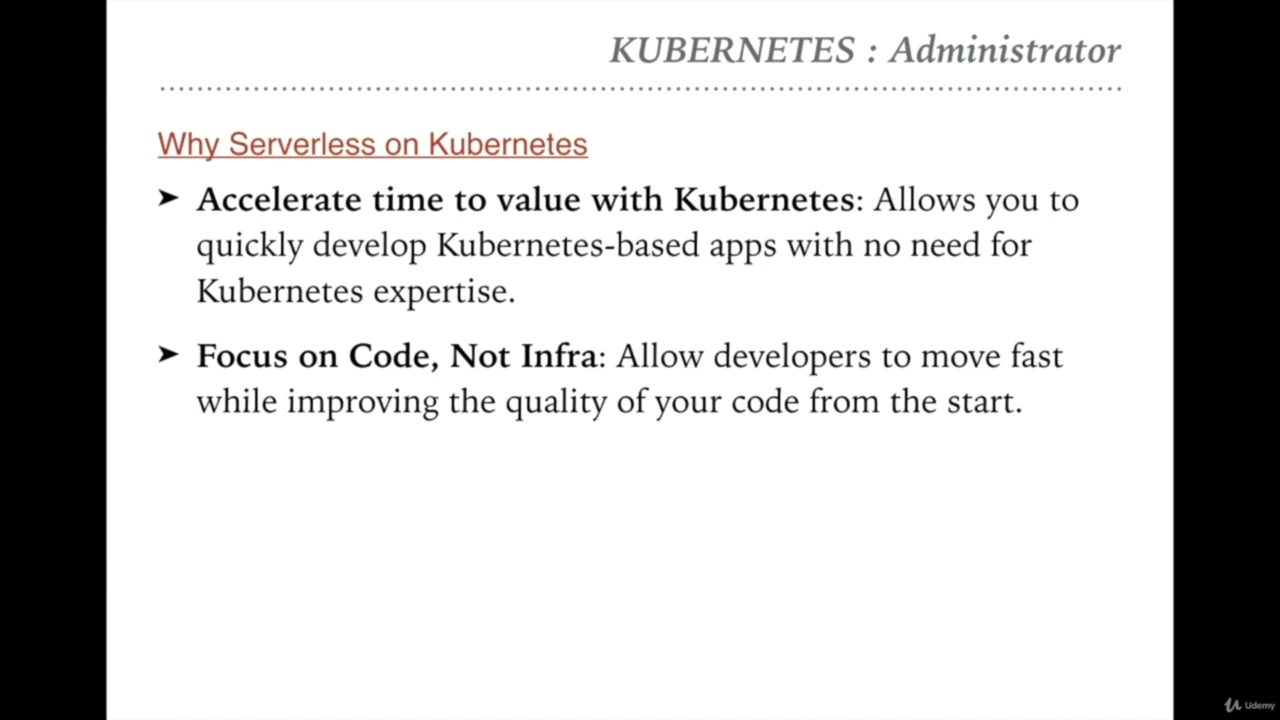 KUBERNETES : Administrator
Why Serverless on Kubernetes
➤ Accelerate time to value with Kubernetes: Allows you to
quickly develop Kubernetes-based apps with no need for
Kubernetes expertise.
➤ Focus on Code, Not Infra: Allow developers to move fast
while improving the quality of your code from the start.
Udemy